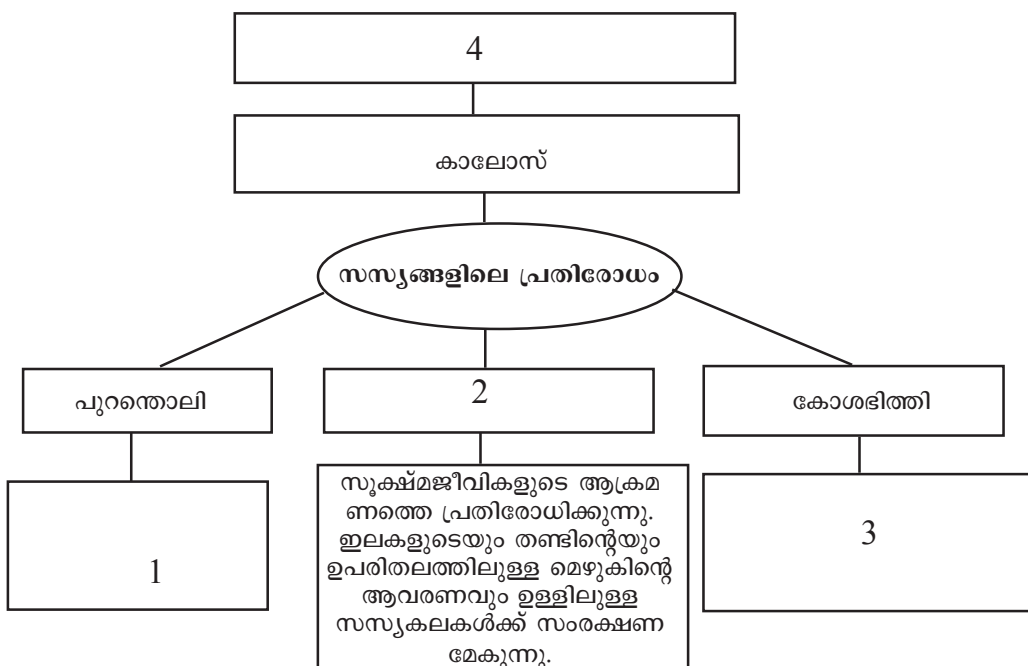 4
കാലോസ്
സസ്യങ്ങളിലെ പ്രതിരോധം
പുറന്തൊലി
2
കോശഭിത്തി
1
സൂക്ഷ്മജീവികളുടെ ആക്രമ
ണത്തെ പ്രതിരോധിക്കുന്നു.
ഇലകളുടെയും തണ്ടിന്റെയും
ഉപരിതലത്തിലുള്ള മെഴുകിന്റെ
ആവരണവും ഉള്ളിലുള്ള
സസ്യകലകൾക്ക് സംരക്ഷണ
മേകുന്നു.
3